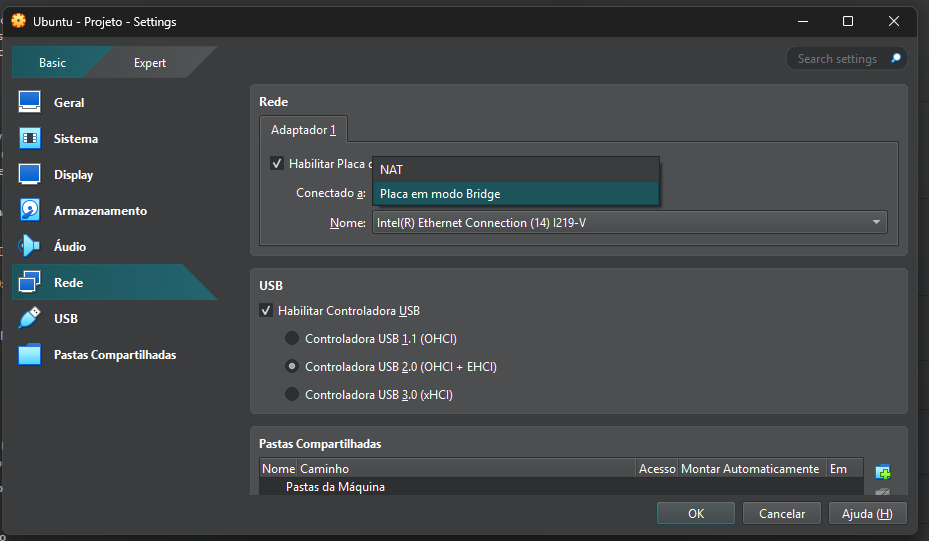 Ubuntu - Projeto - Settings
Basic
Expert
Search settings
Geral
Sistema
Display
Armazenamento
Áudio
Rede
USB
Pastas Compartilhadas
Rede
Adaptador 1
Habilitar Placa
NAT
Conectado a:
Placa em modo Bridge
Nome: Intel(R) Ethernet Connection (14) I219-V
USB
Habilitar Controladora USB
Controladora USB 1.1 (OHCI)
Controladora USB 2.0 (OHCI + EHCI)
Controladora USB 3.0 (xHCI)
Pastas Compartilhadas
Nome Caminho Acesso Montar Automaticamente Em
Pastas da Máquina
OK Cancelar Ajuda (H)